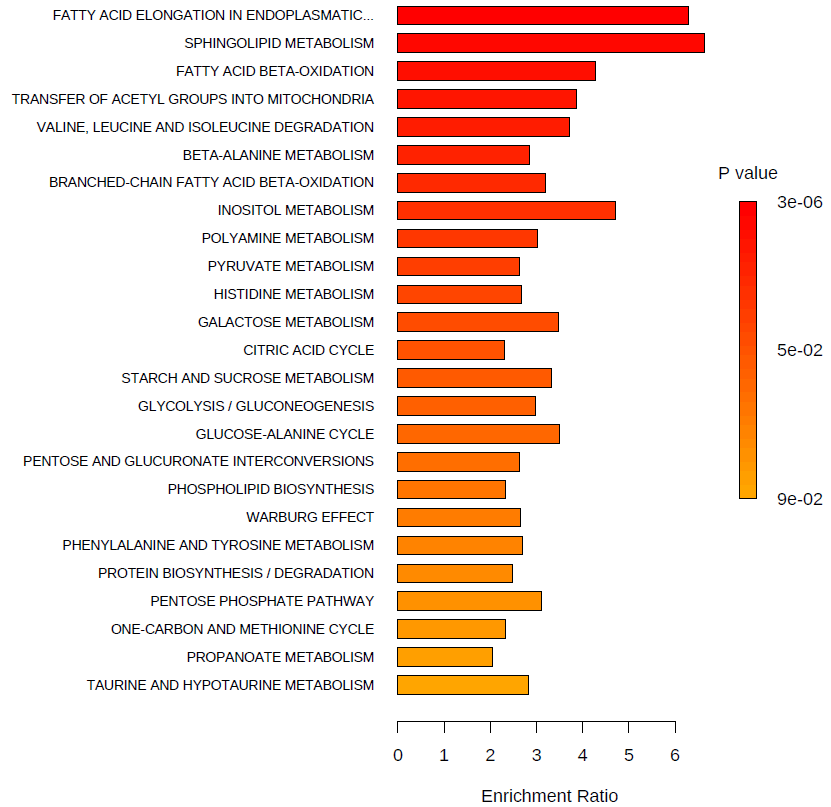 FATTY ACID ELONGATION IN ENDOPLASMATIC...
SPHINGOLIPID METABOLISM
FATTY ACID BETA-OXIDATION
TRANSFER OF ACETYL GROUPS INTO MITOCHONDRIA
VALINE, LEUCINE AND ISOLEUCINE DEGRADATION
BETA-ALANINE METABOLISM
BRANCHED-CHAIN FATTY ACID BETA-OXIDATION
INOSITOL METABOLISM
POLYAMINE METABOLISM
PYRUVATE METABOLISM
HISTIDINE METABOLISM
GALACTOSE METABOLISM
CITRIC ACID CYCLE
STARCH AND SUCROSE METABOLISM
GLYCOLYSIS / GLUCONEOGENESIS
GLUCOSE-ALANINE CYCLE
PENTOSE AND GLUCURONATE INTERCONVERSIONS
PHOSPHOLIPID BIOSYNTHESIS
WARBURG EFFECT
PHENYLALANINE AND TYROSINE METABOLISM
PROTEIN BIOSYNTHESIS / DEGRADATION
PENTOSE PHOSPHATE PATHWAY
ONE-CARBON AND METHIONINE CYCLE
PROPANOATE METABOLISM
TAURINE AND HYPOTAURINE METABOLISM
0 1 2 3 4 5 6
Enrichment Ratio
P value
3e-06
5e-02
9e-02